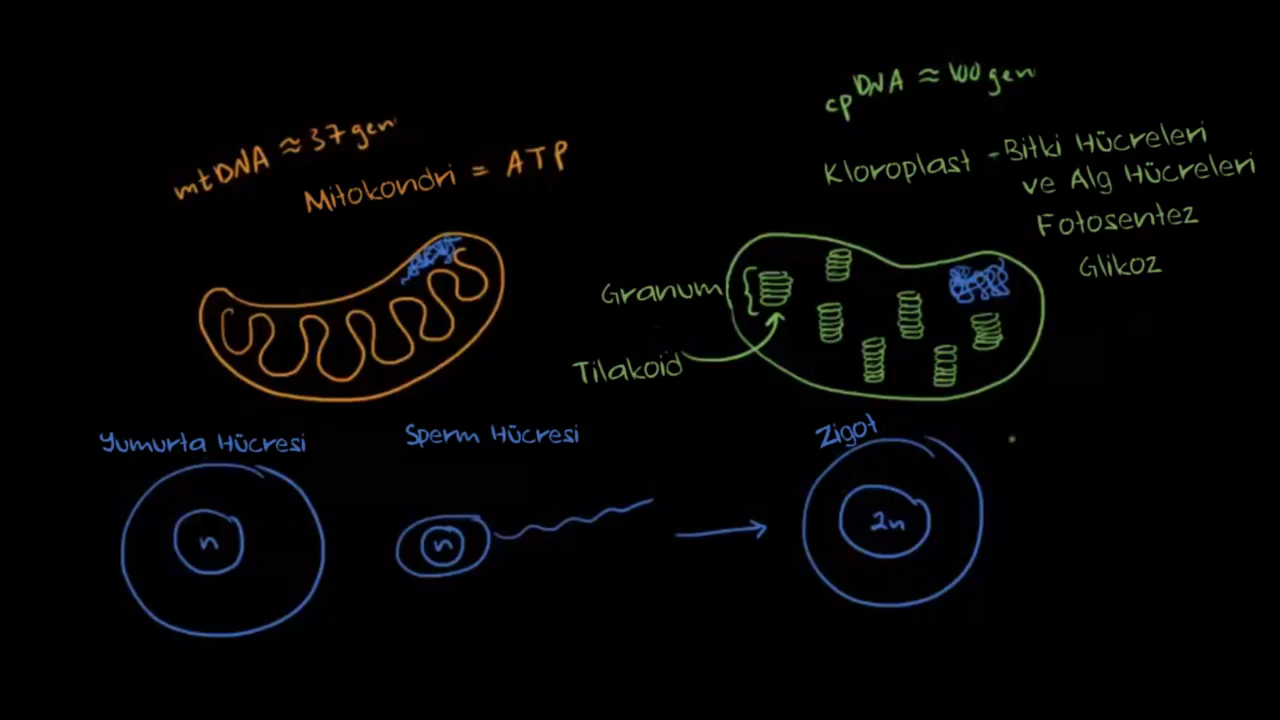 mtDNA ≈ 37 gen
Mitokondri = ATP
cpDNA ≈ 100 gen
Kloroplast - Bitki Hücreleri
ve Alg Hücreleri
Fotosentez
Glikoz
Granum
Tilakoid
Yumurta Hücresi
Sperm Hücresi
Zigot
n
n
2n